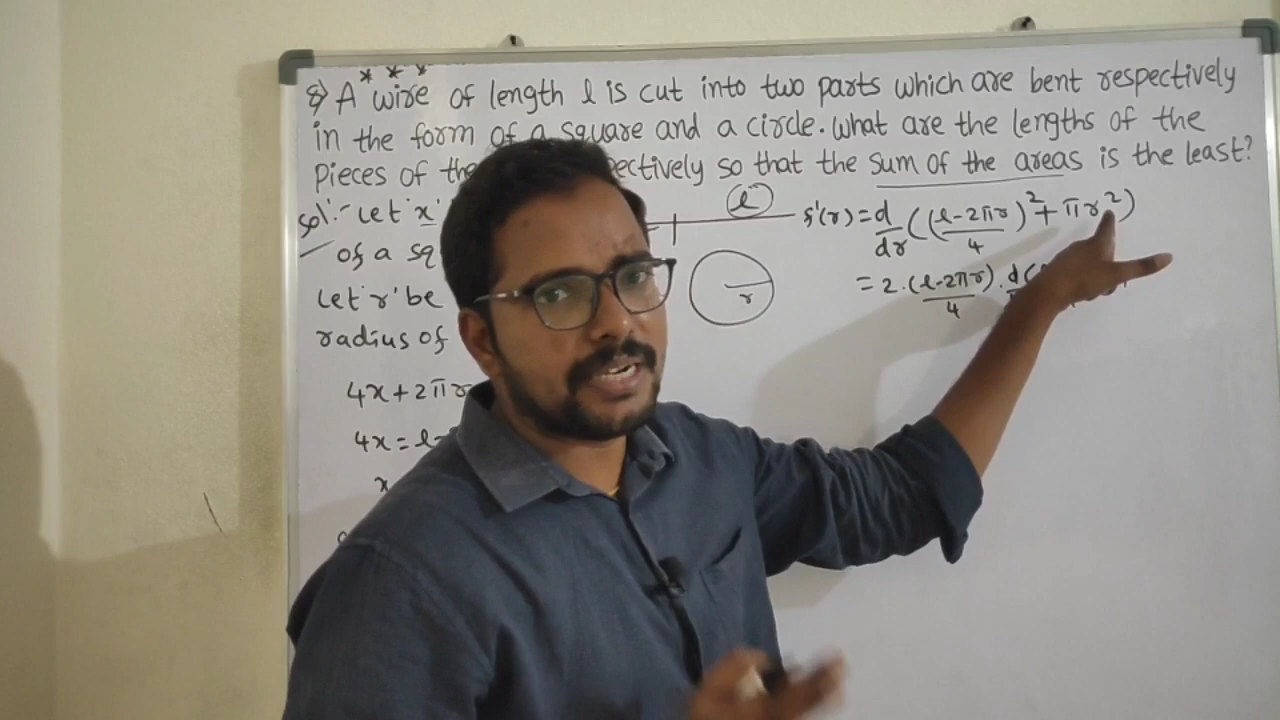 8) A *** wire of length l is cut into two parts which are bent respectively
in the form of a square and a circle. what are the lengths of the
pieces of the so that the sum of the areas is the least?
sol:- Let 'x'
of a sq
Let 'r' be
radius of
4x+2πr
4x=l-
x
l
r
f'(r)=d/dr((l-2πr/4)²+πr²)
=2.(l-2πr/4).d